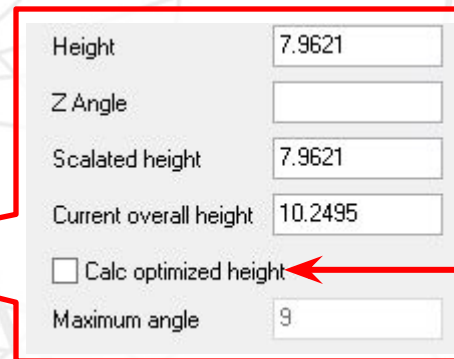 Height 7.9621
Z Angle
Scalated height 7.9621
Current overall height 10.2495
Calc optimized height
Maximum angle 9